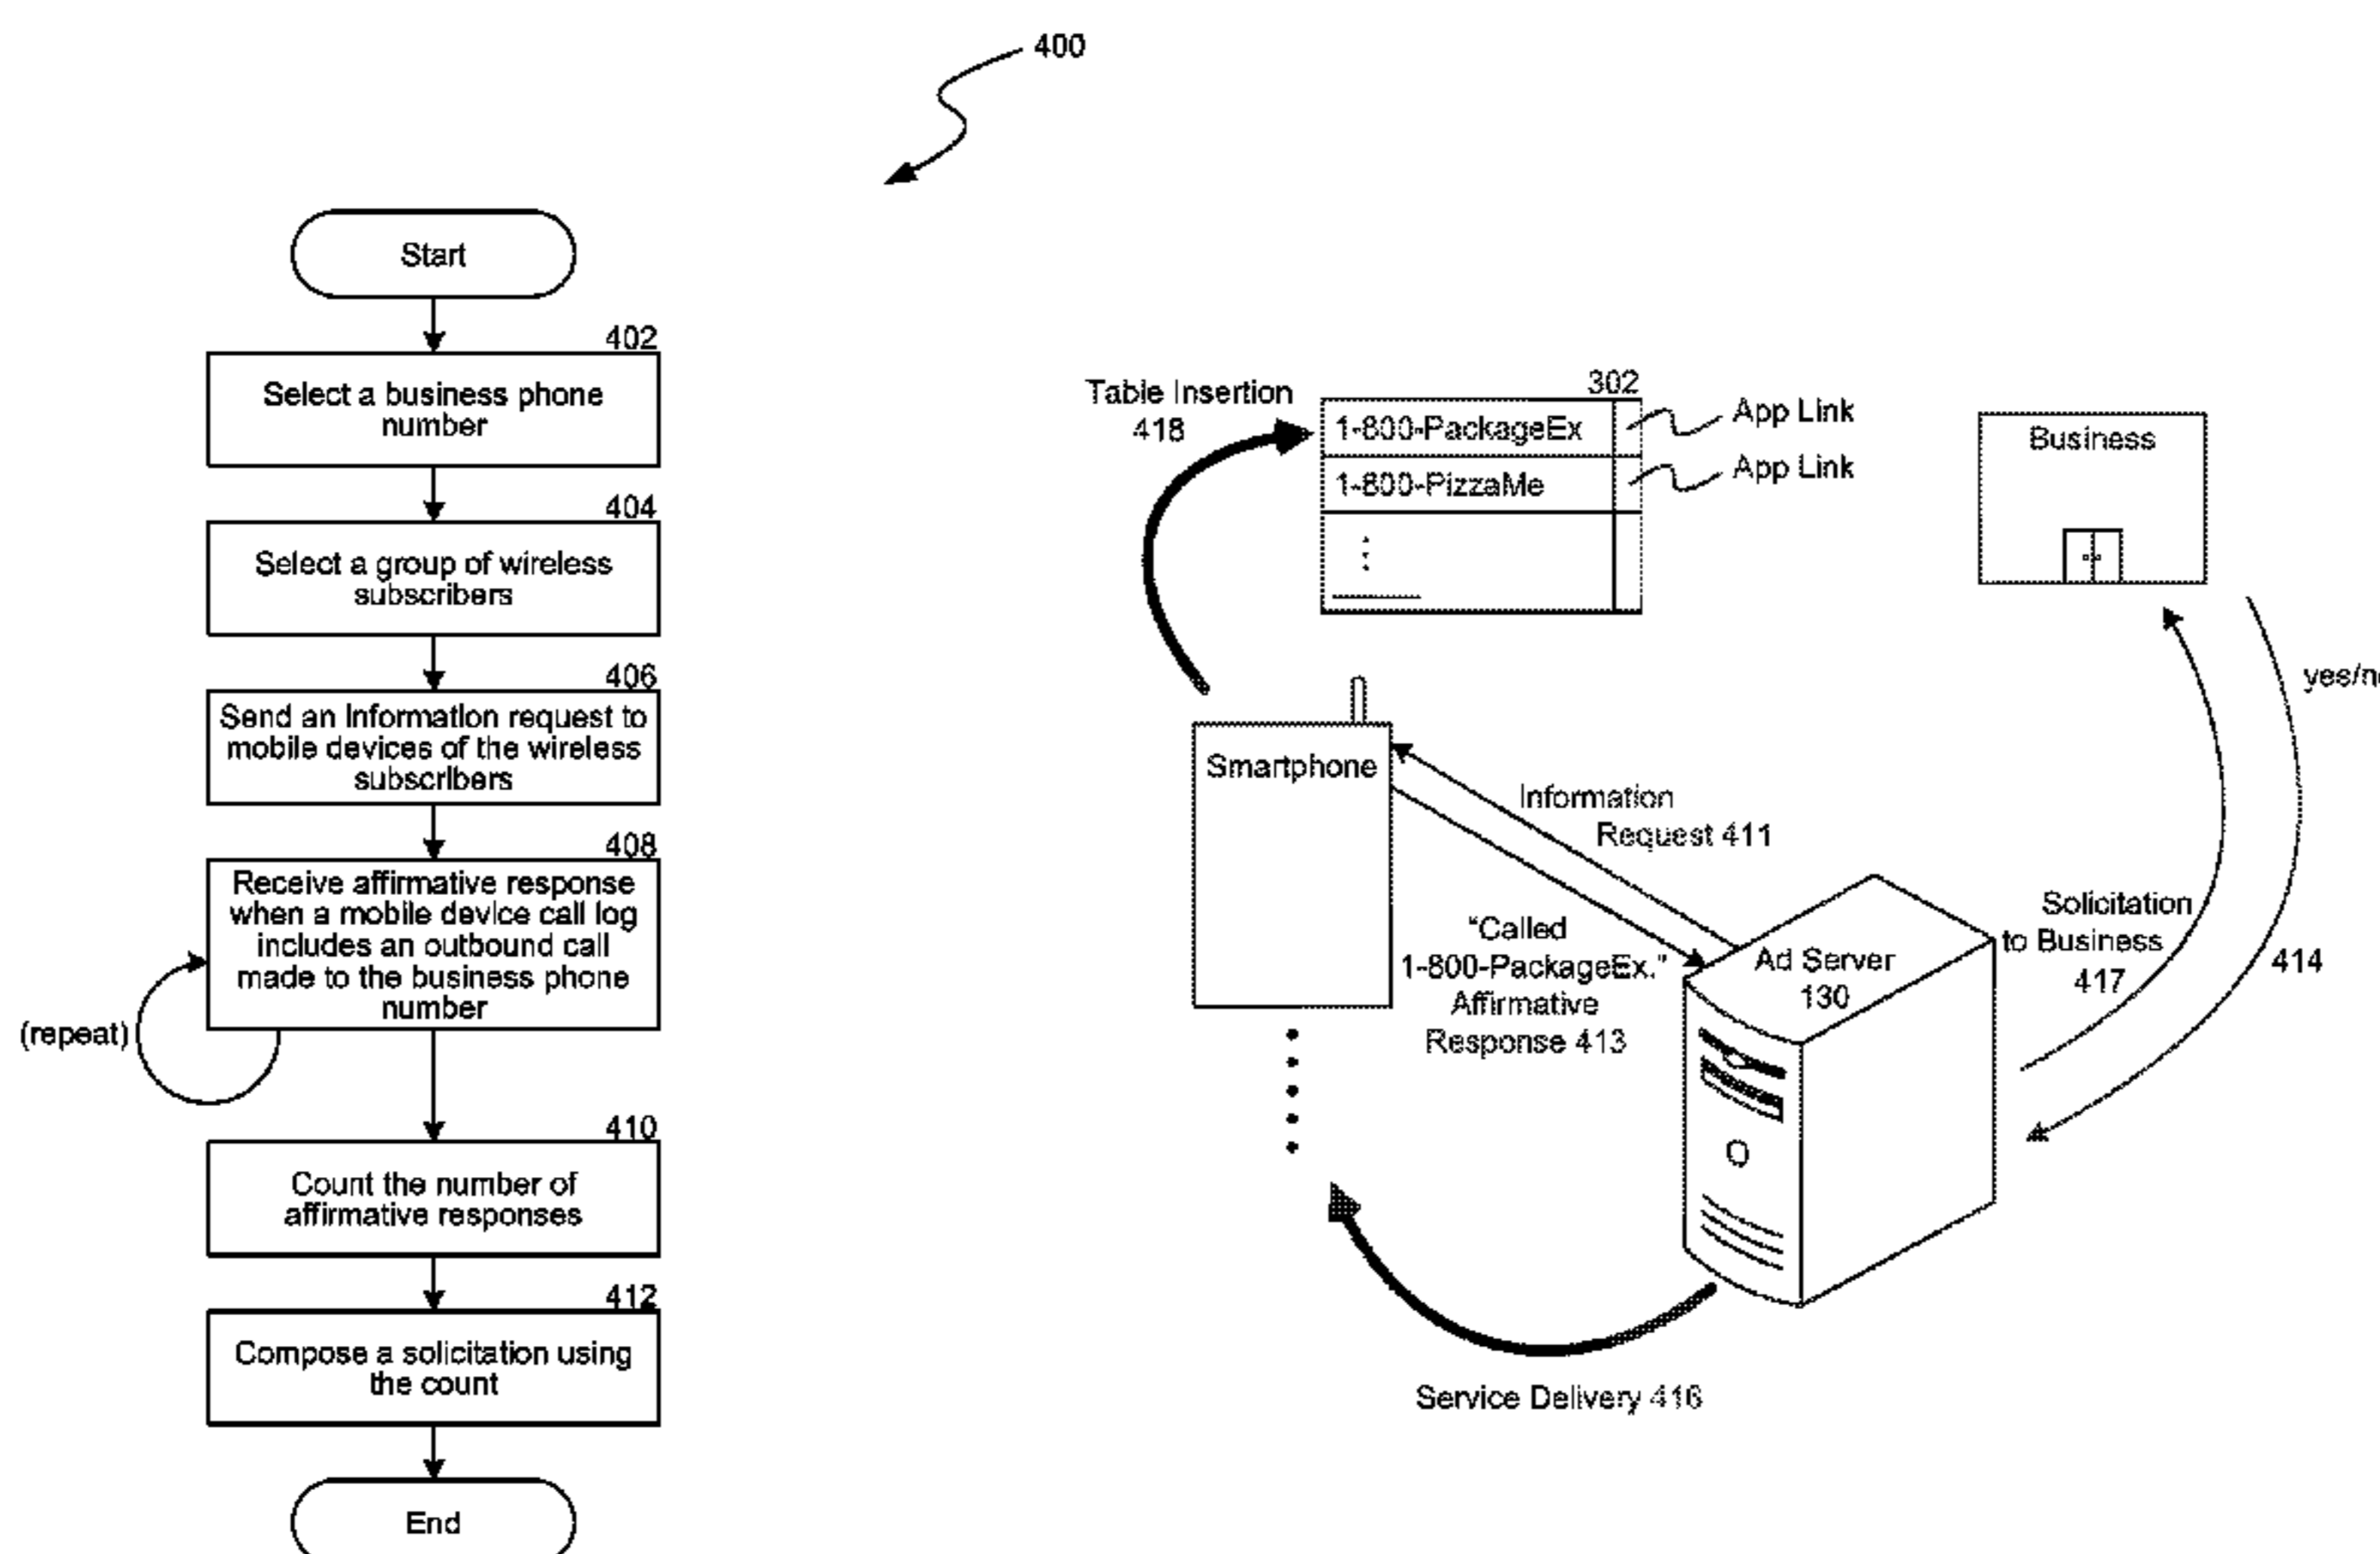 400
Start
402
Select a business phone
number
404
Select a group of wireless
subscribers
406
Send an information request to
mobile devices of the wireless
subscribers
408
Receive affirmative response
when a mobile device call log
includes an outbound call
made to the business phone
number
(repeat)
410
Count the number of
affirmative responses
412
Compose a solicitation using
the count
End
Table Insertion
418
302
1-800-PackageEx
App Link
1-800-PizzaMe
App Link
Business
yes/n
Smartphone
Information
Request 411
"Called
1-800-PackageEx."
Affirmative
Response 413
Ad Server
130
Solicitation
to Business
417
414
Service Delivery 416